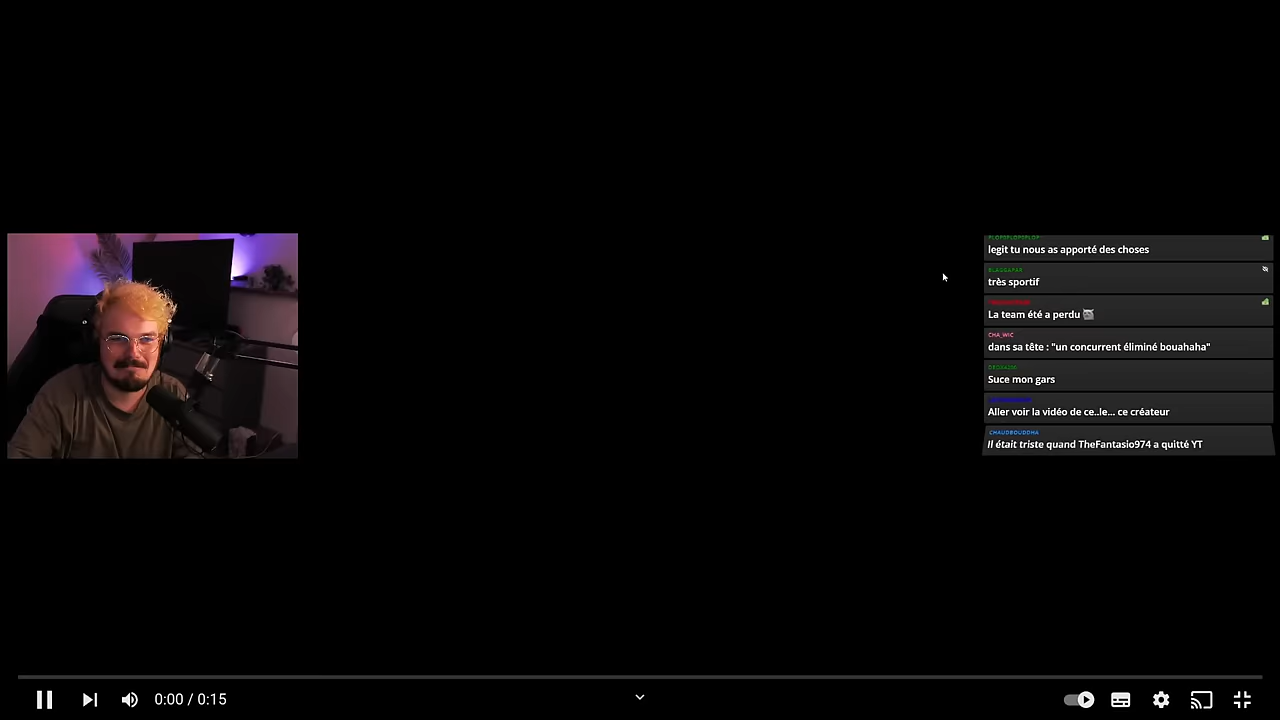 legit tu nous as apporté des choses
très sportif
La team été a perdu
CHA_WIC
dans sa tête : "un concurrent éliminé bouahaha"
Suce mon gars
Aller voir la vidéo de ce..le... ce créateur
CHAUDBOUDDHA
Il était triste quand TheFantasio974 a quitté YT
0:00 / 0:15